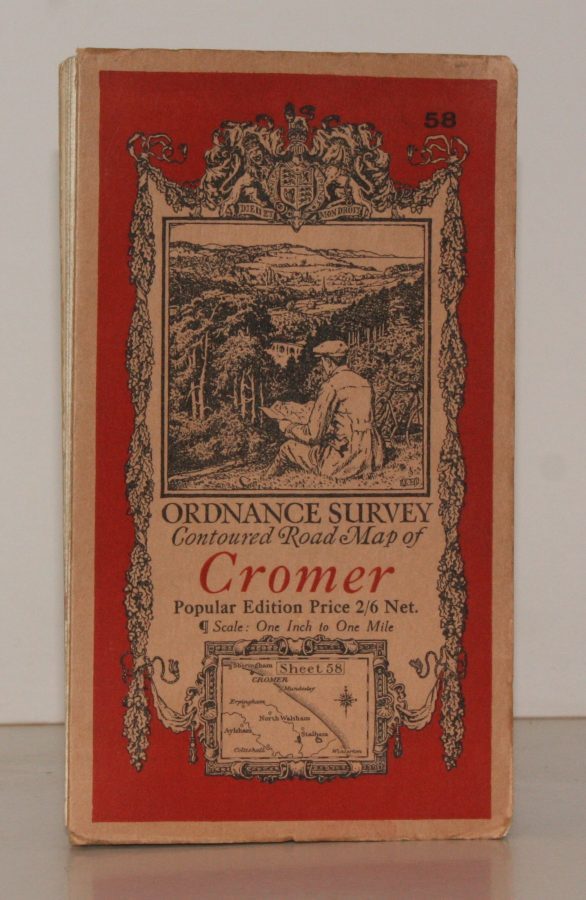 58
DIEU ET MON DROIT
ORDNANCE SURVEY
Contoured Road Map of
Cromer
Popular Edition Price 2/6 Net.
¶ Scale: One Inch to One Mile
Sheringham
Sheet 58
CROMER
Mundesley
Erpingham
North Walsham
Aylsham
Stalham
Coltishall
Winterton